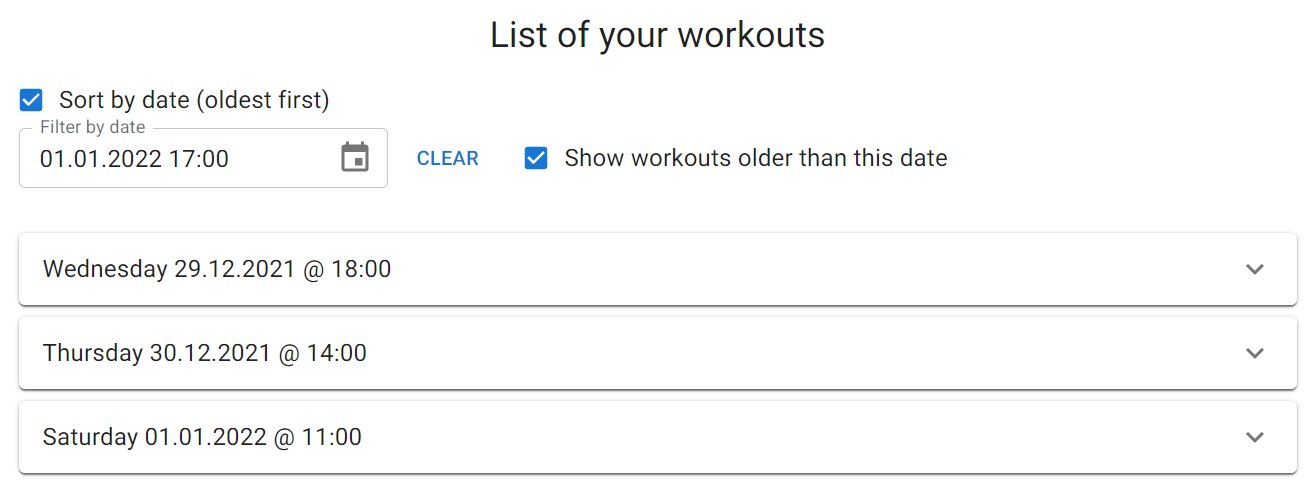 List of your workouts
Sort by date (oldest first)
Filter by date
01.01.2022 17:00 CLEAR Show workouts older than this date
Wednesday 29.12.2021 @ 18:00
Thursday 30.12.2021 @ 14:00
Saturday 01.01.2022 @ 11:00